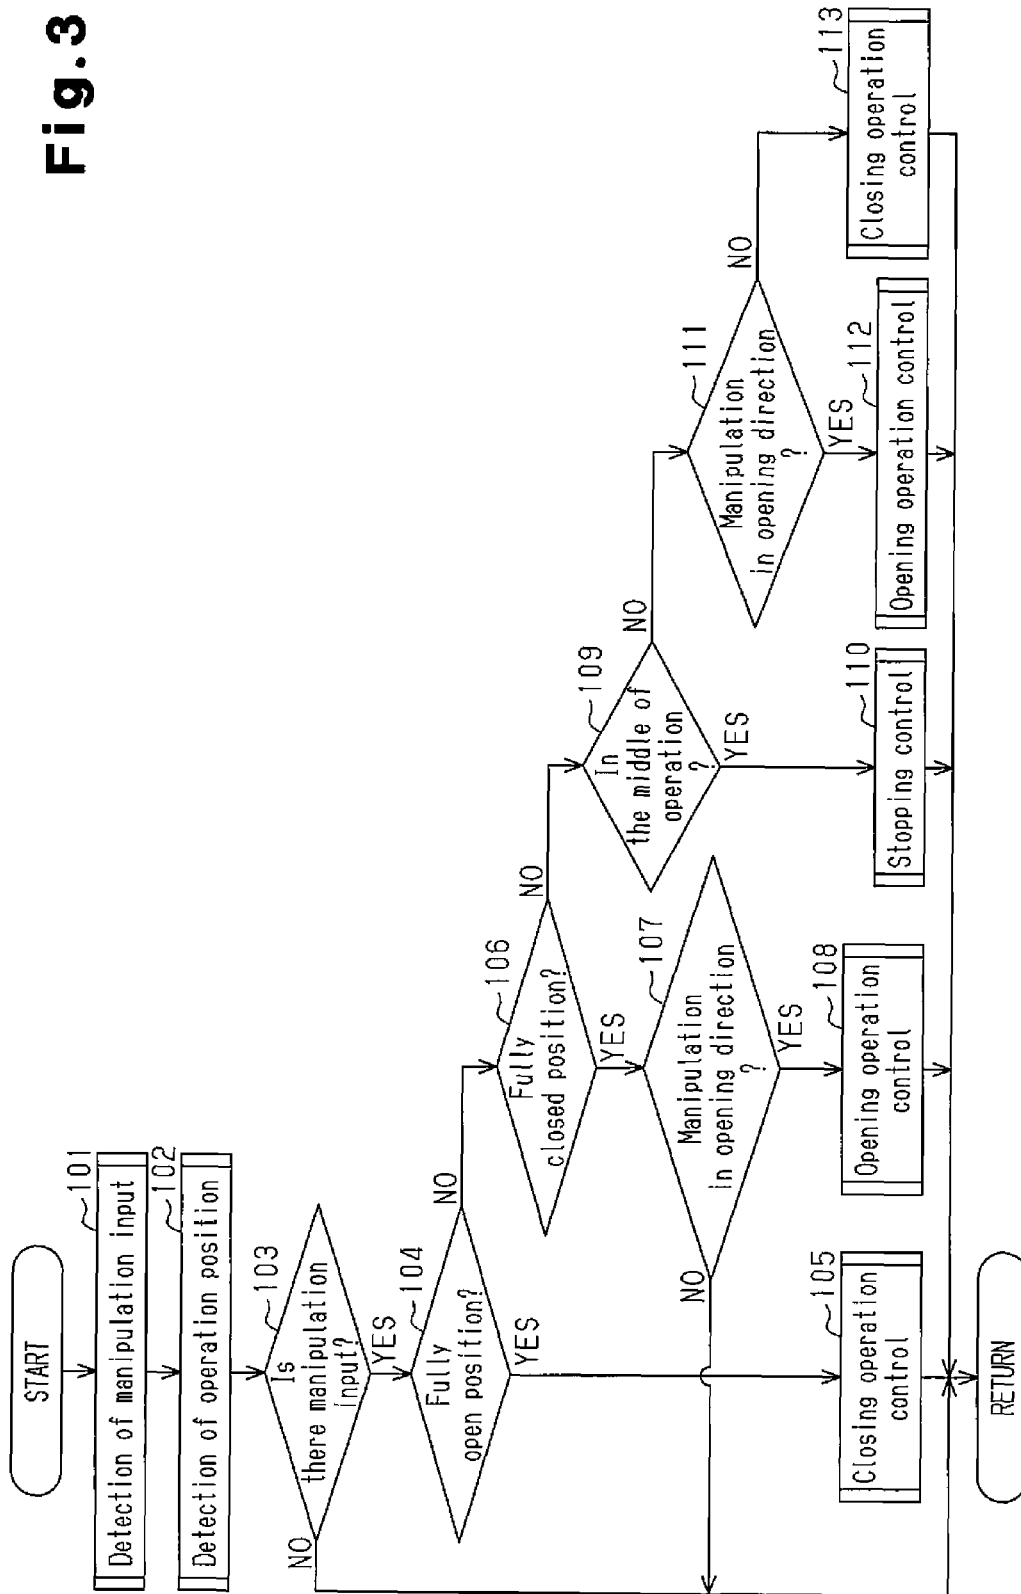 Fig.3
START
101
Detection of manipulation input
102
Detection of operation position
103
Is
there manipulation
input?
NO
YES
104
Fully
open position?
NO
YES
105
Closing operation
control
106
Fully
closed position?
NO
YES
107
Manipulation
in opening direction
?
NO
YES
108
Opening operation
control
109
In
the middle of
operation
?
NO
YES
110
Stopping control
111
Manipulation
in opening direction
?
NO
YES
112
Opening operation control
113
Closing operation
control
RETURN